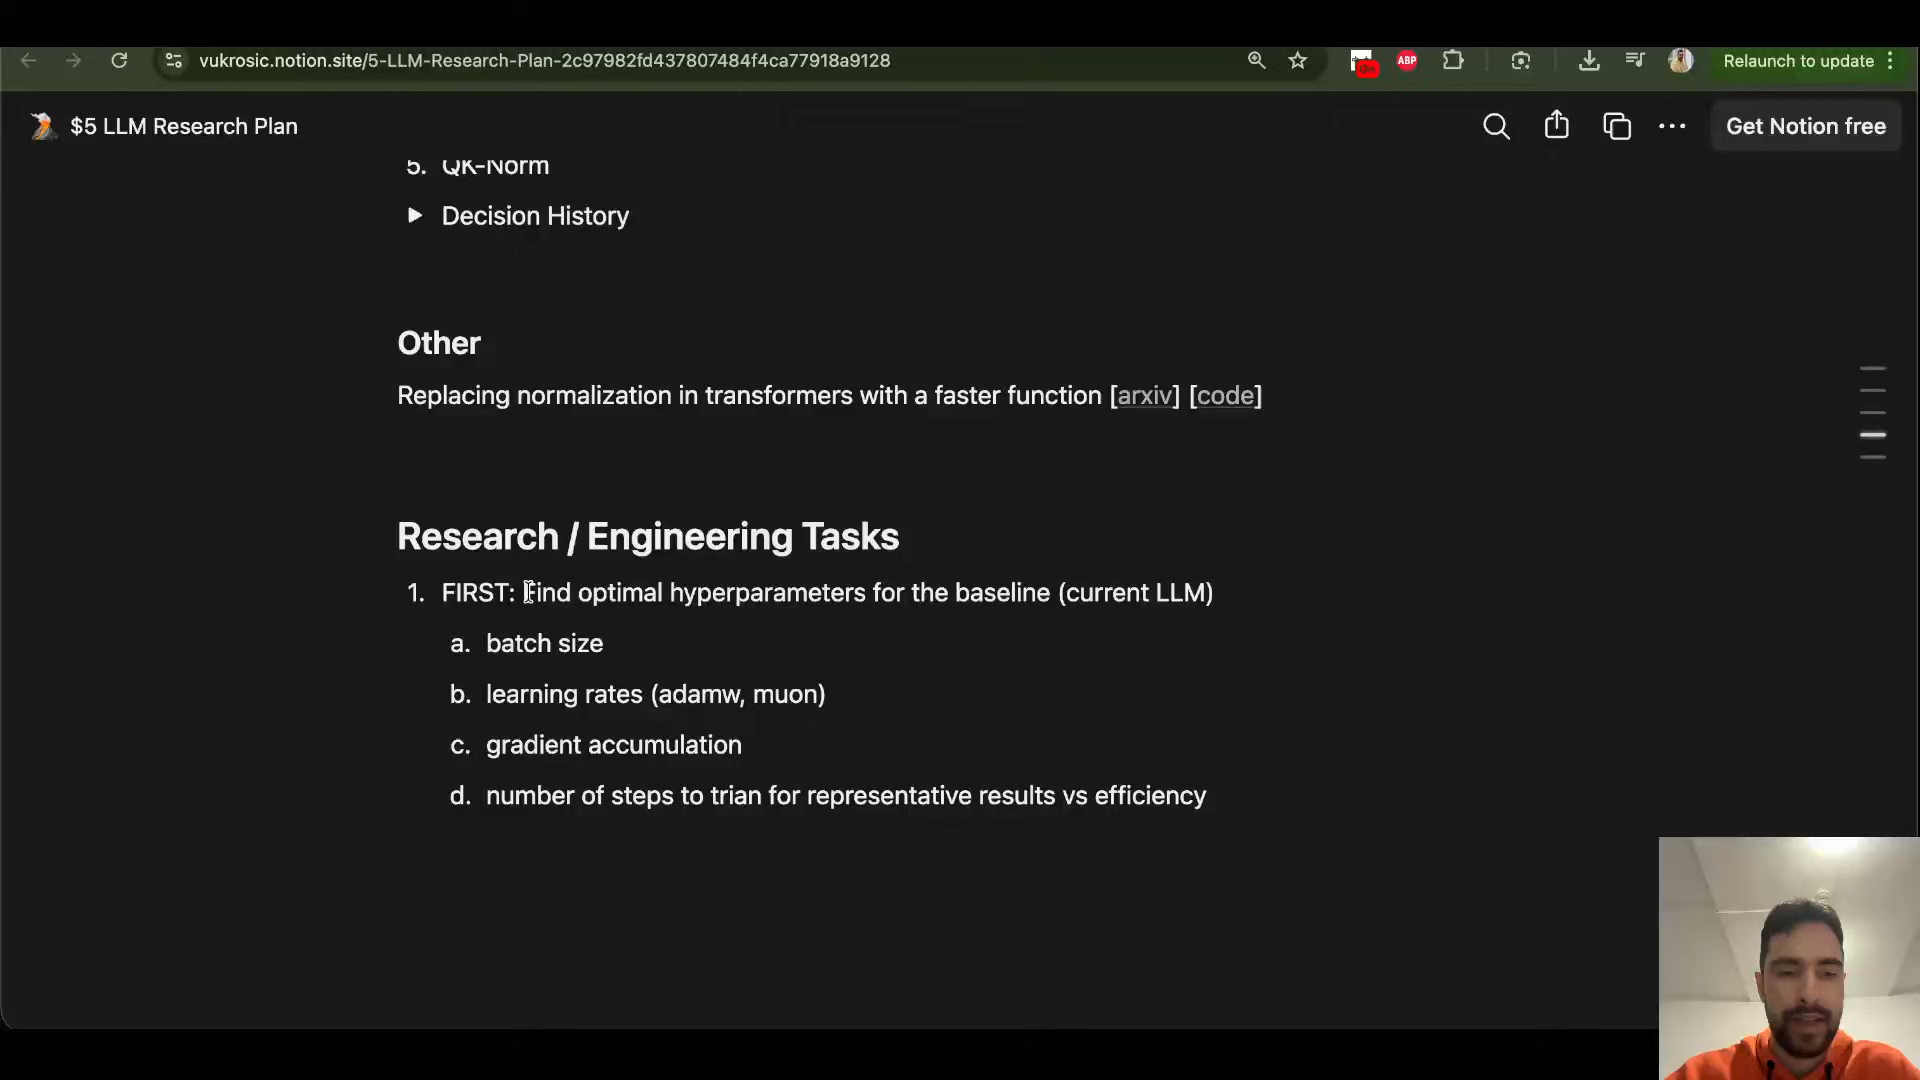 vukrosic.notion.site/5-LLM-Research-Plan-2c97982fd437807484f4ca77918a9128
ABP
Relaunch to update
$5 LLM Research Plan
Get Notion free
5. QK-Norm
Decision History
Other
Replacing normalization in transformers with a faster function [arxiv] [code]
Research / Engineering Tasks
1. FIRST: Find optimal hyperparameters for the baseline (current LLM)
a. batch size
b. learning rates (adamw, muon)
c. gradient accumulation
d. number of steps to trian for representative results vs efficiency